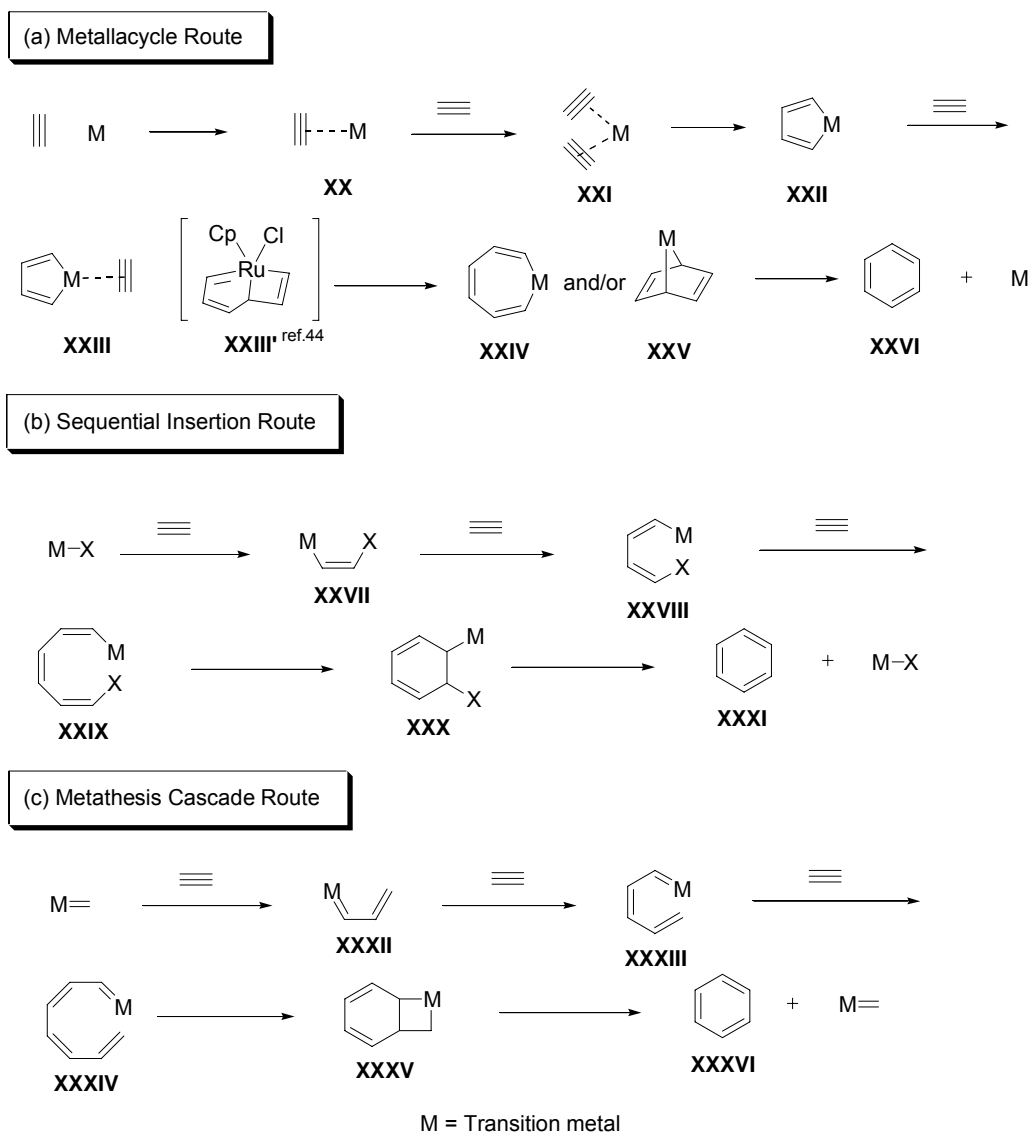 (a) Metallacycle Route
M
M
M
M
XX
XXI
XXII
M
Cp
Cl
Ru
M
and/or
M
+
M
XXIII
XXIII' ref.44
XXIV
XXV
XXVI
(b) Sequential Insertion Route
M–X
M
X
M
X
XXVII
XXVIII
M
X
M
X
+
M–X
XXIX
XXX
XXXI
(c) Metathesis Cascade Route
M
M
M
XXXII
XXXIII
M
M
+
M
XXXIV
XXXV
XXXVI
M = Transition metal